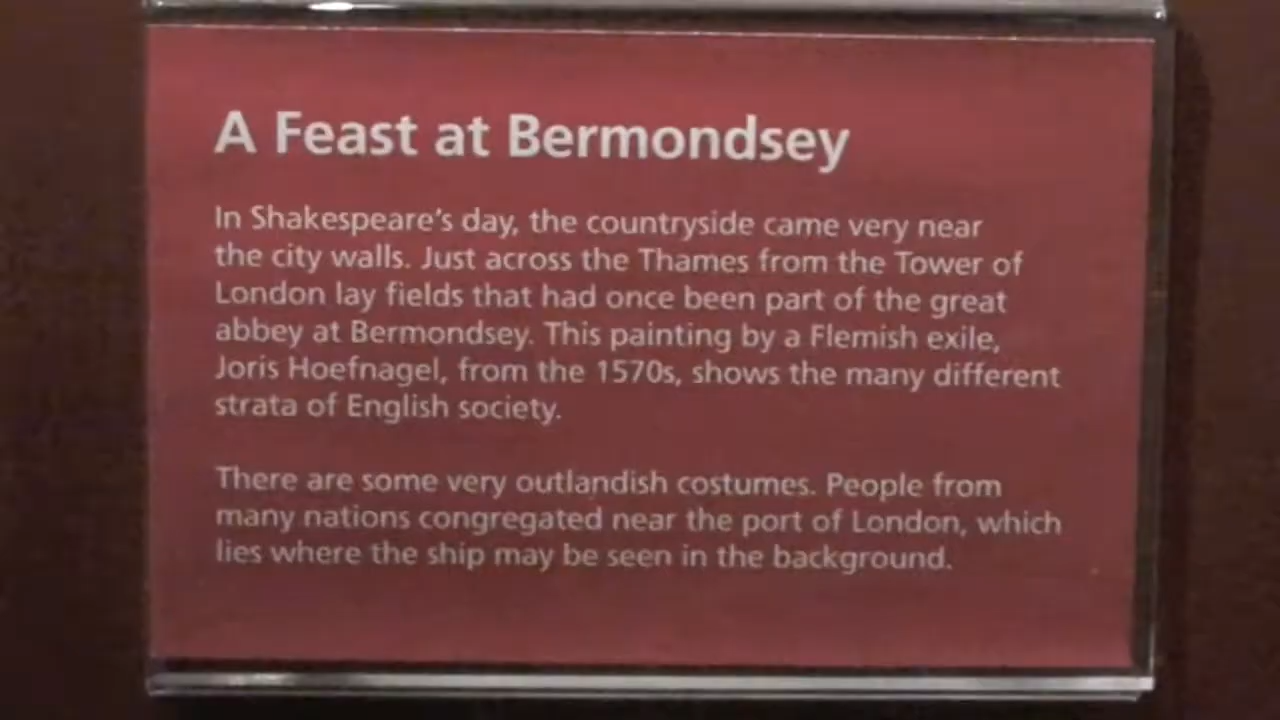 A Feast at Bermondsey
In Shakespeare's day, the countryside came very near
the city walls. Just across the Thames from the Tower of
London lay fields that had once been part of the great
abbey at Bermondsey. This painting by a Flemish exile,
Joris Hoefnagel, from the 1570s, shows the many different
strata of English society.
There are some very outlandish costumes. People from
many nations congregated near the port of London, which
lies where the ship may be seen in the background.